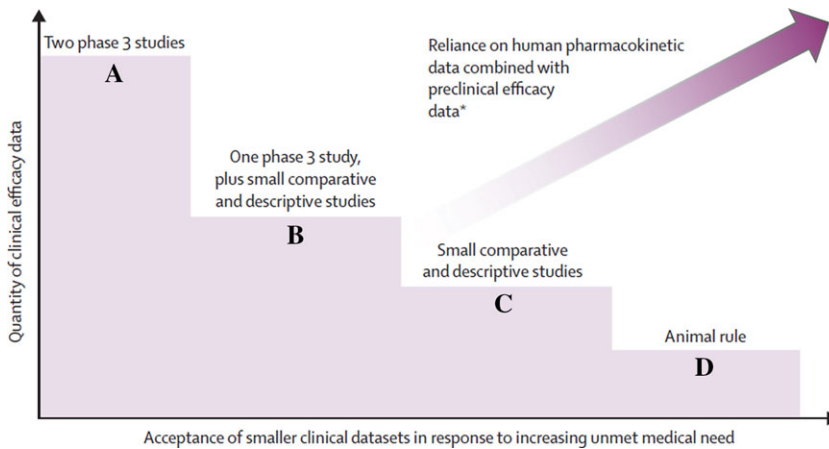 Two phase 3 studies
A
Reliance on human pharmacokinetic
data combined with
preclinical efficacy
data*
One phase 3 study,
plus small comparative
and descriptive studies
B
Small comparative
and descriptive studies
C
Animal rule
D
Quantity of clinical efficacy data
Acceptance of smaller clinical datasets in response to increasing unmet medical need